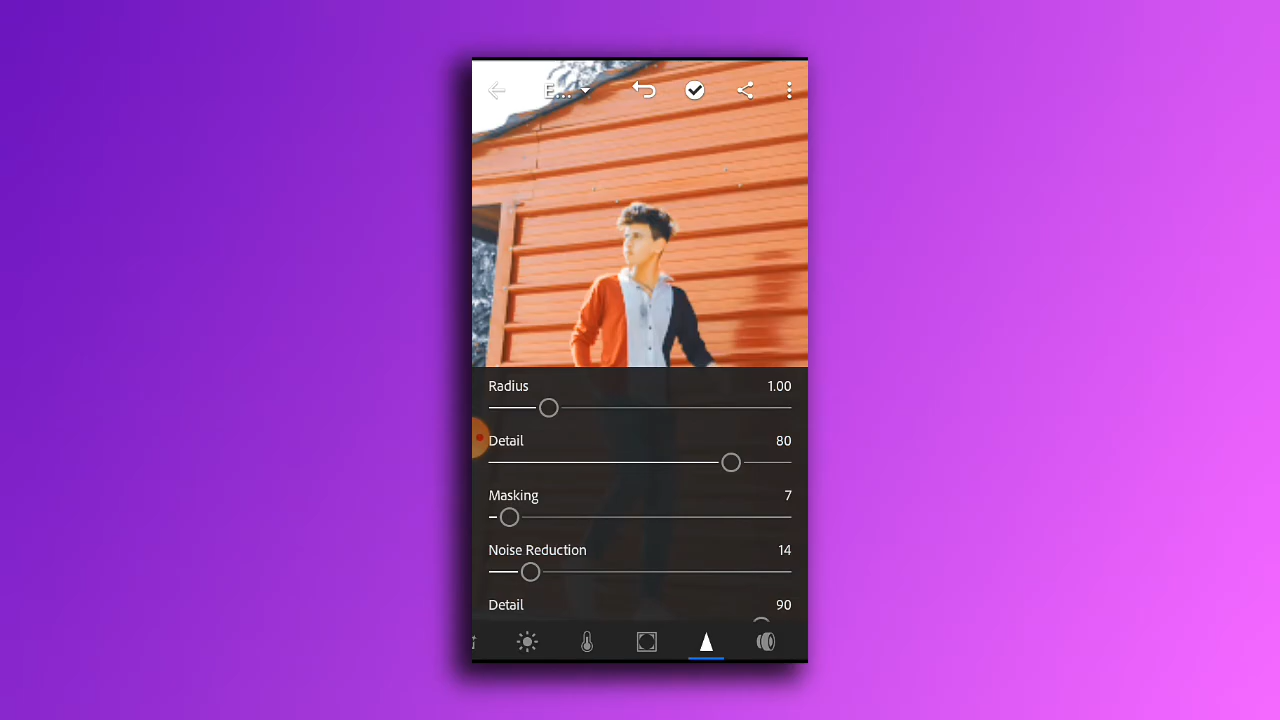 E...
Radius 1.00
Detail 80
Masking 7
Noise Reduction 14
Detail 90